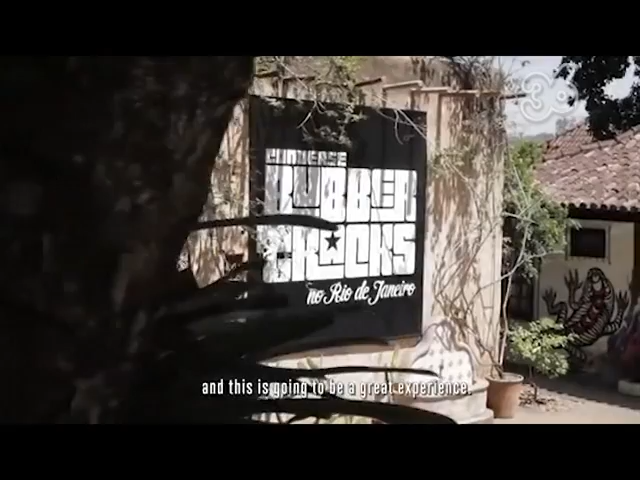 CONVERSE
RUBBER
TRACKS
no Rio de Janeiro
and this is going to be a great experience.